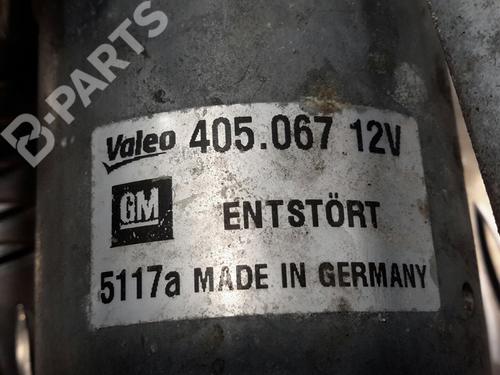 B-PARTS
Valeo 405.067 12V
GM ENTSTÖRT
5117a MADE IN GERMANY